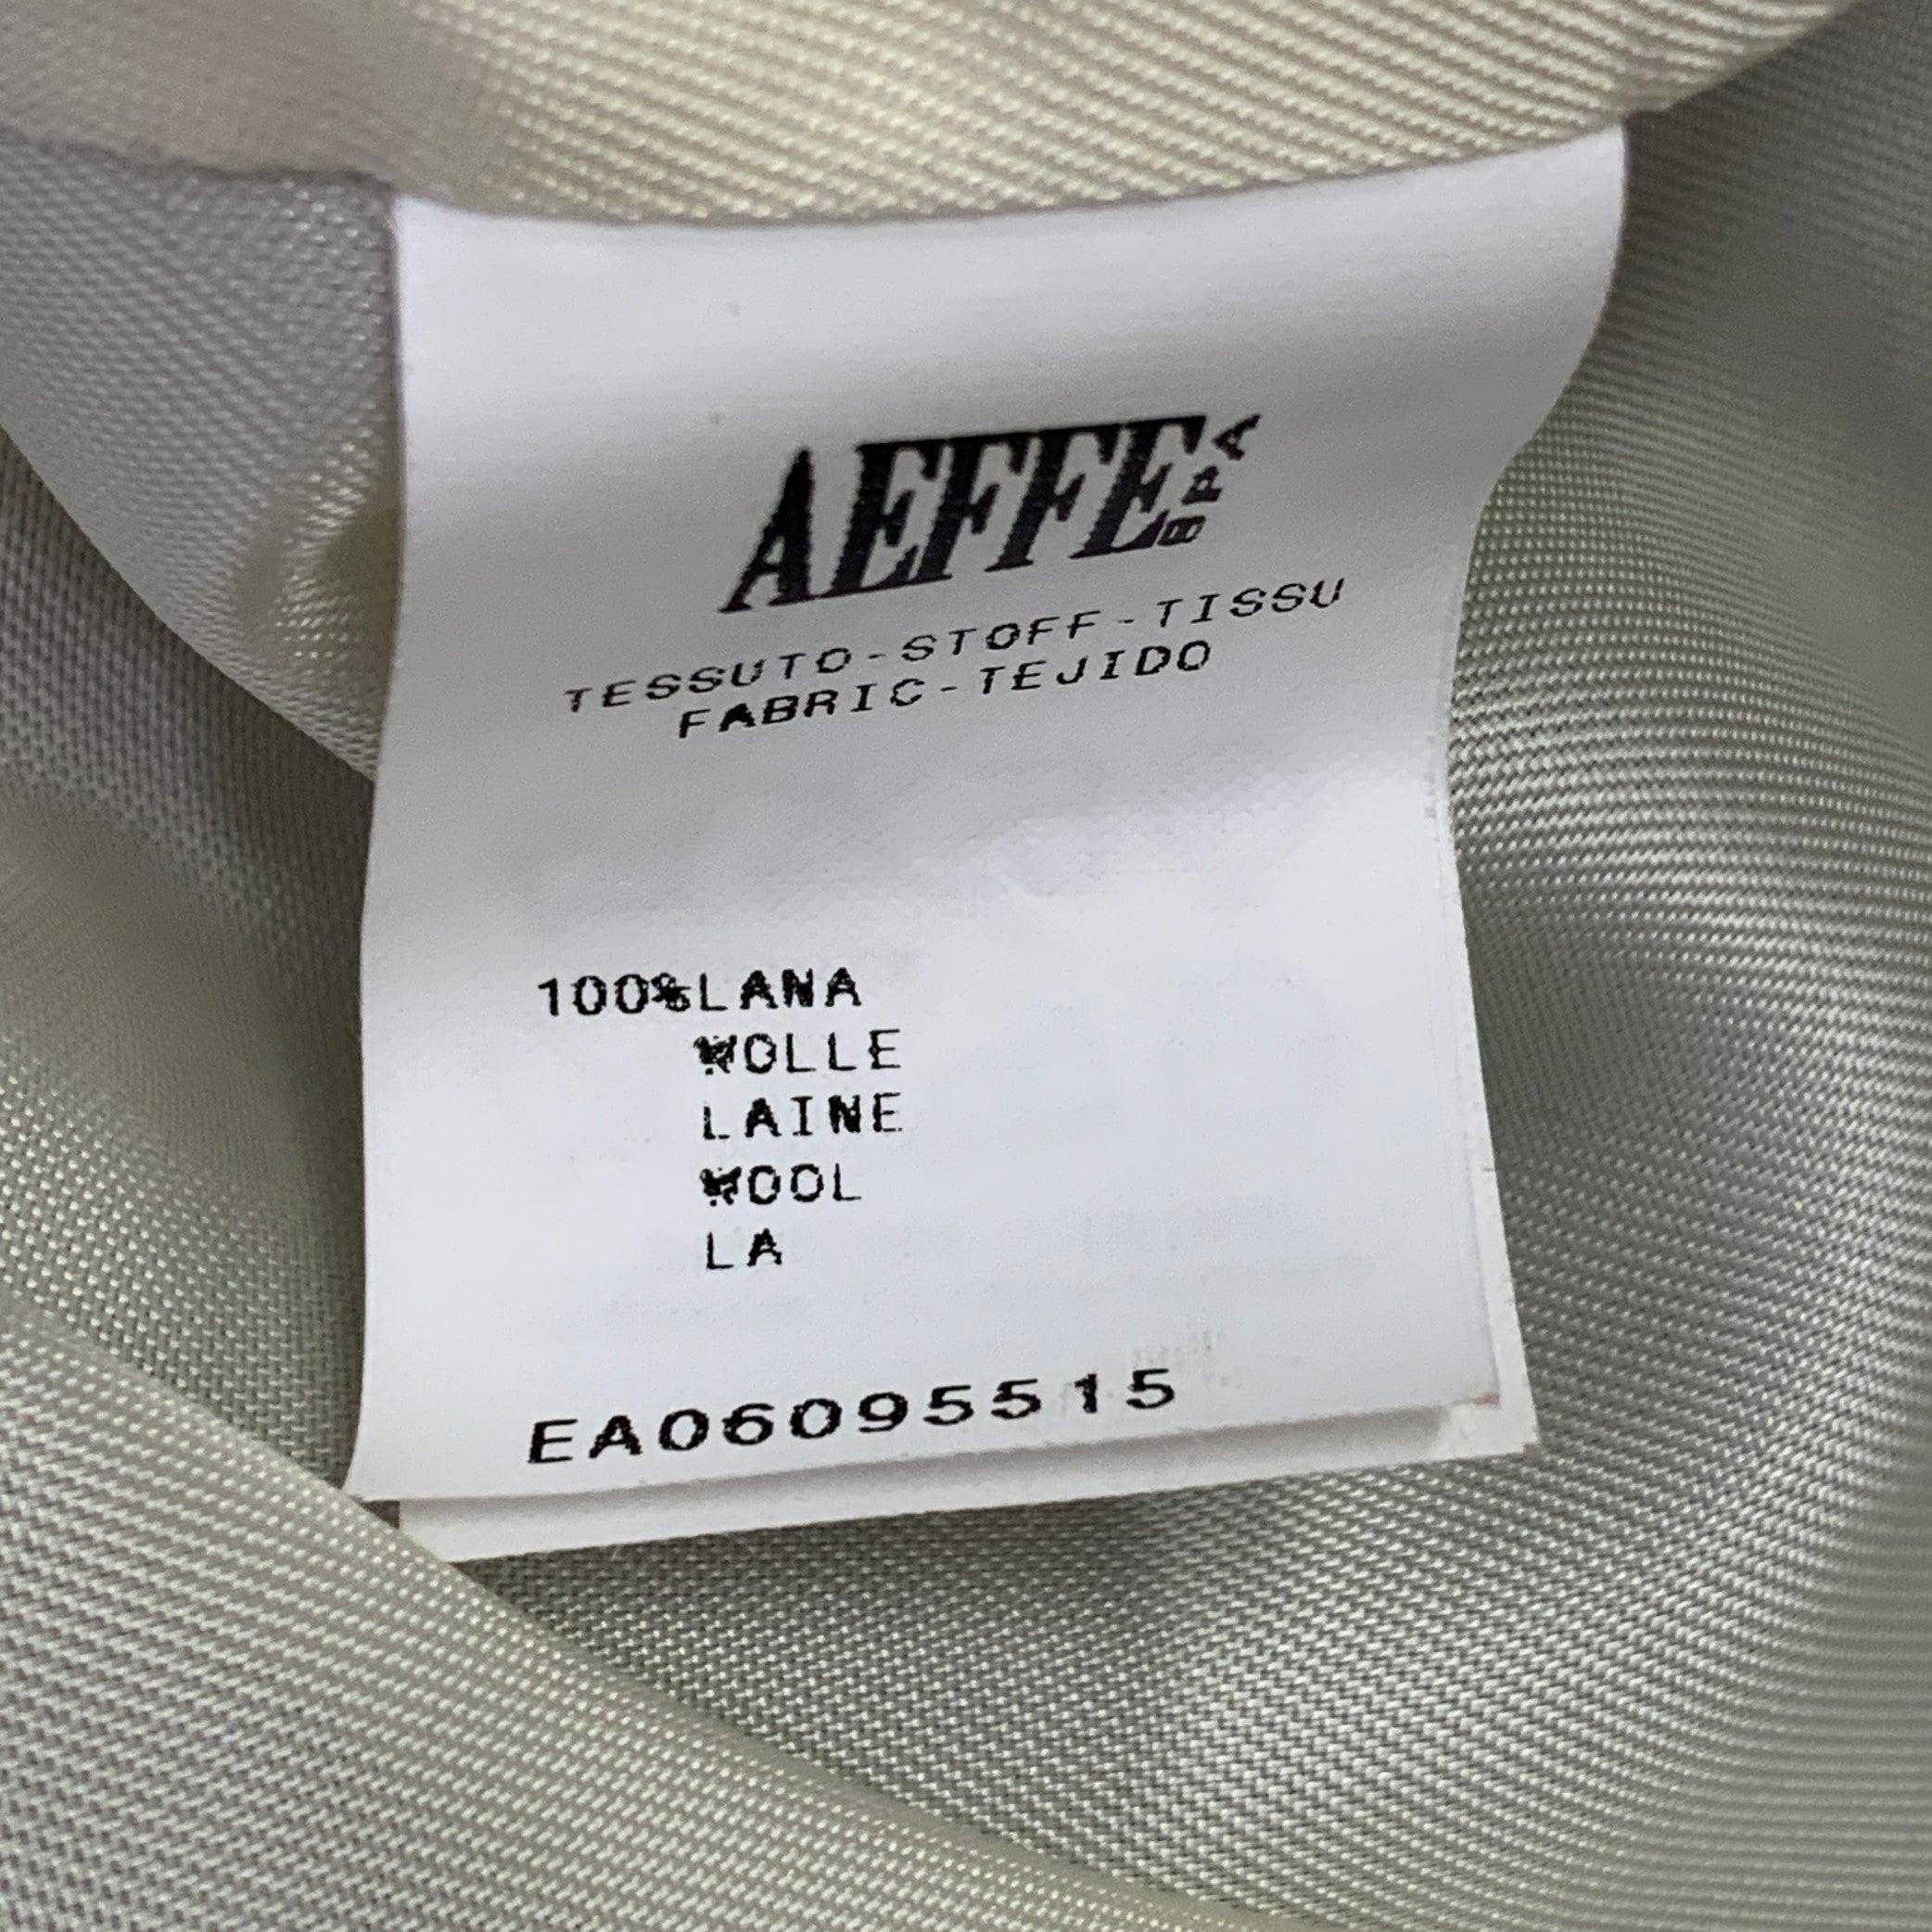 AEFFE SPA
TESSUTO-STOFF-TISSU
FABRIC-TEJIDO
100%LANA
WOLLE
LAINE
WOOL
LA
EA06095515